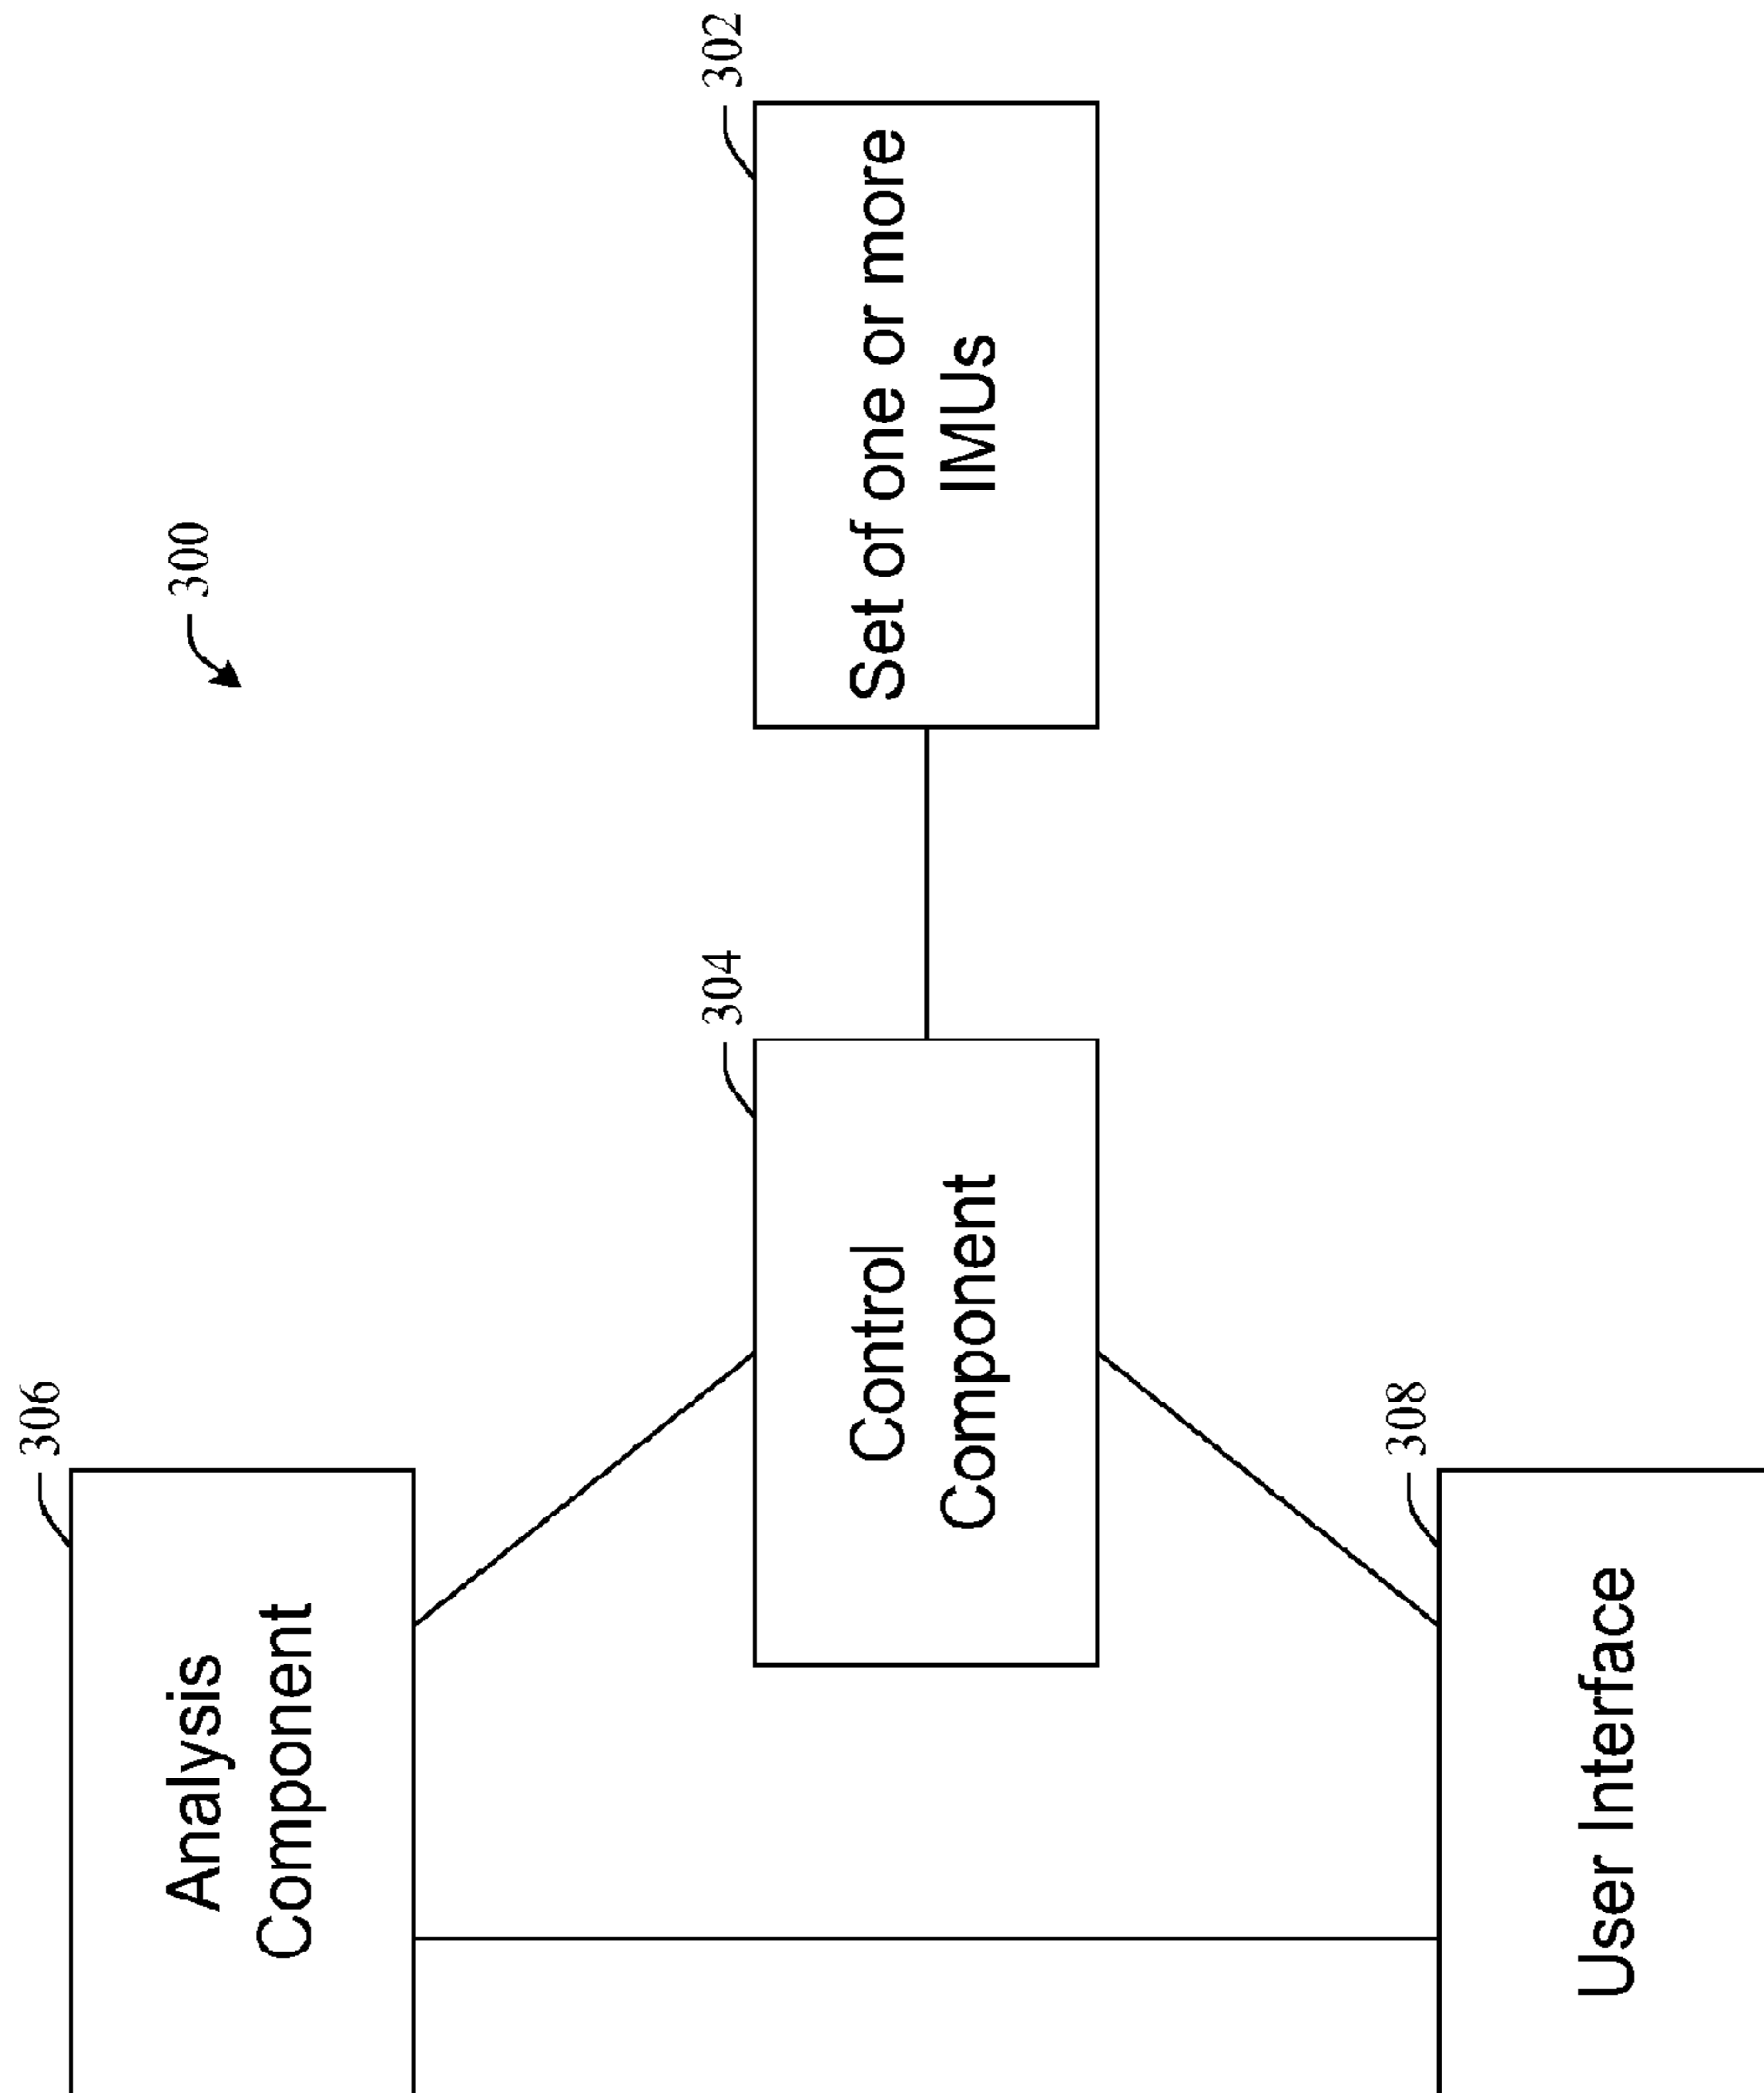 300
306
Analysis
Component
304
Control
Component
302
Set of one or more
IMUs
308
User Interface